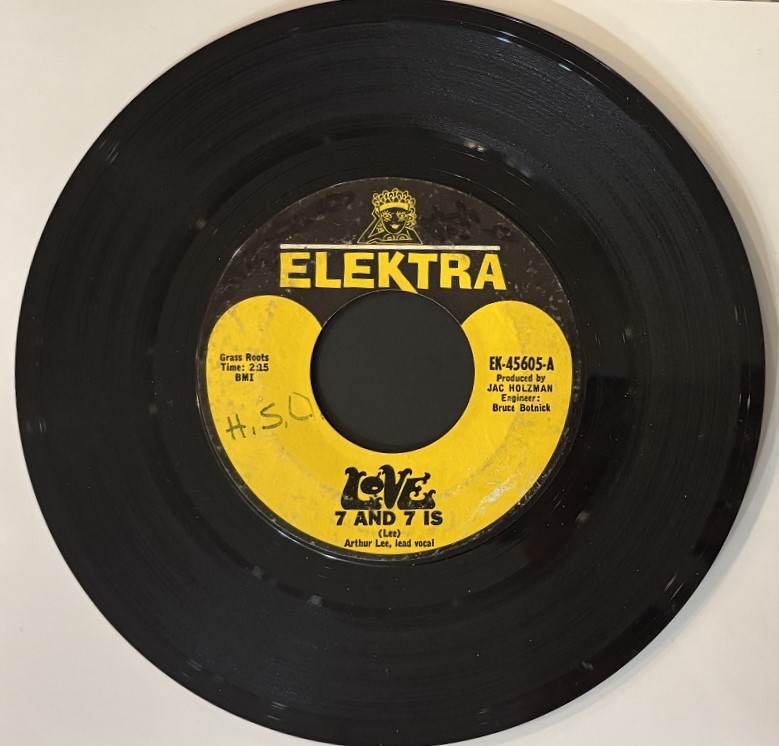 ELEKTRA
Grass Roots
Time: 2:15
BMI
EK-45605-A
Produced by
JAC HOLZMAN
Engineer:
Bruce Botnick
H.S.O
LOVE
7 AND 7 IS
(Lee)
Arthur Lee, lead vocal